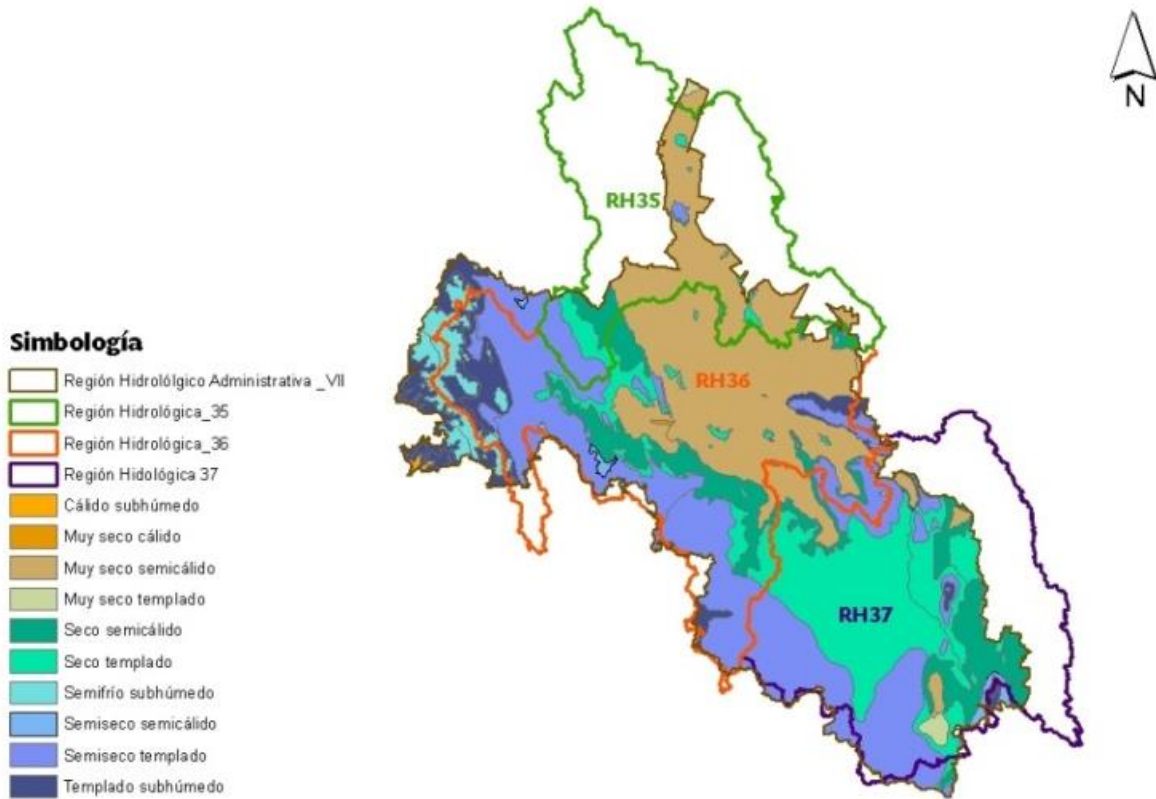 N
RH35
RH36
RH37
Simbología
Región Hidrolólgico Administrativa _VII
Región Hidrológica_35
Región Hidrológica_36
Región Hidológica 37
Cálido subhúmedo
Muy seco cálido
Muy seco semicálido
Muy seco templado
Seco semicálido
Seco templado
Semifrío subhúmedo
Semiseco semicálido
Semiseco templado
Templado subhúmedo